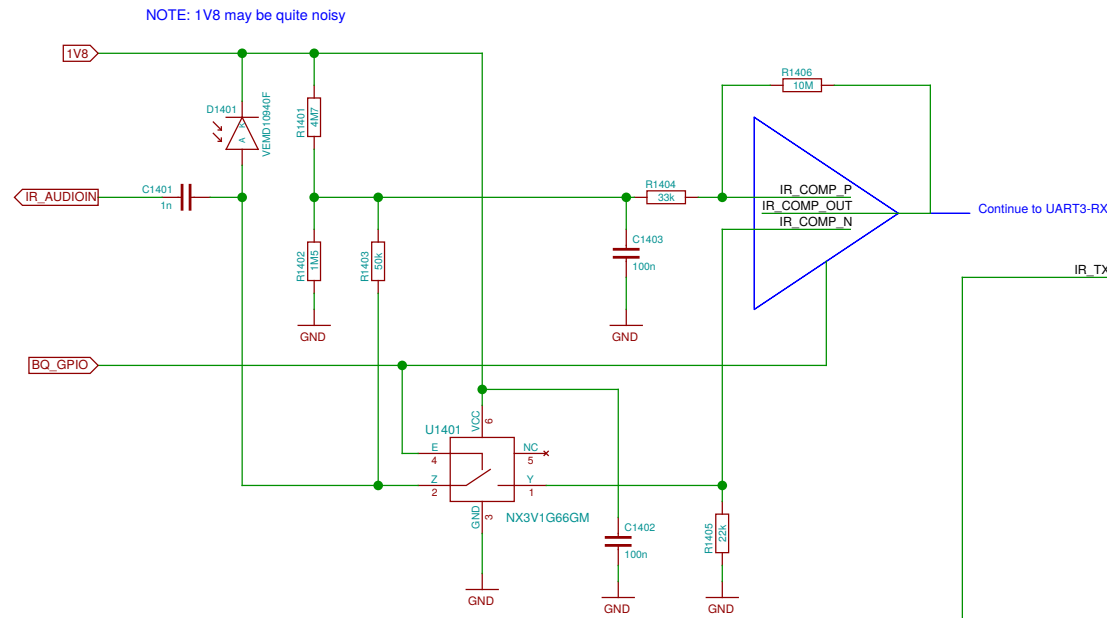 NOTE: 1V8 may be quite noisy
1V8
D1401
K
A
VEMD10940F
R1401
4M7
R1406
10M
IR_AUDIOIN
C1401
1n
R1404
33k
IR_COMP_P
IR_COMP_OUT
IR_COMP_N
Continue to UART3-RX
R1402
1M5
R1403
50k
C1403
100n
GND
GND
IR_TX
BQ_GPIO
U1401
VCC
6
E
4
NC
5
Z
2
Y
1
GND
3
NX3V1G66GM
C1402
100n
R1405
22k
GND
GND
GND